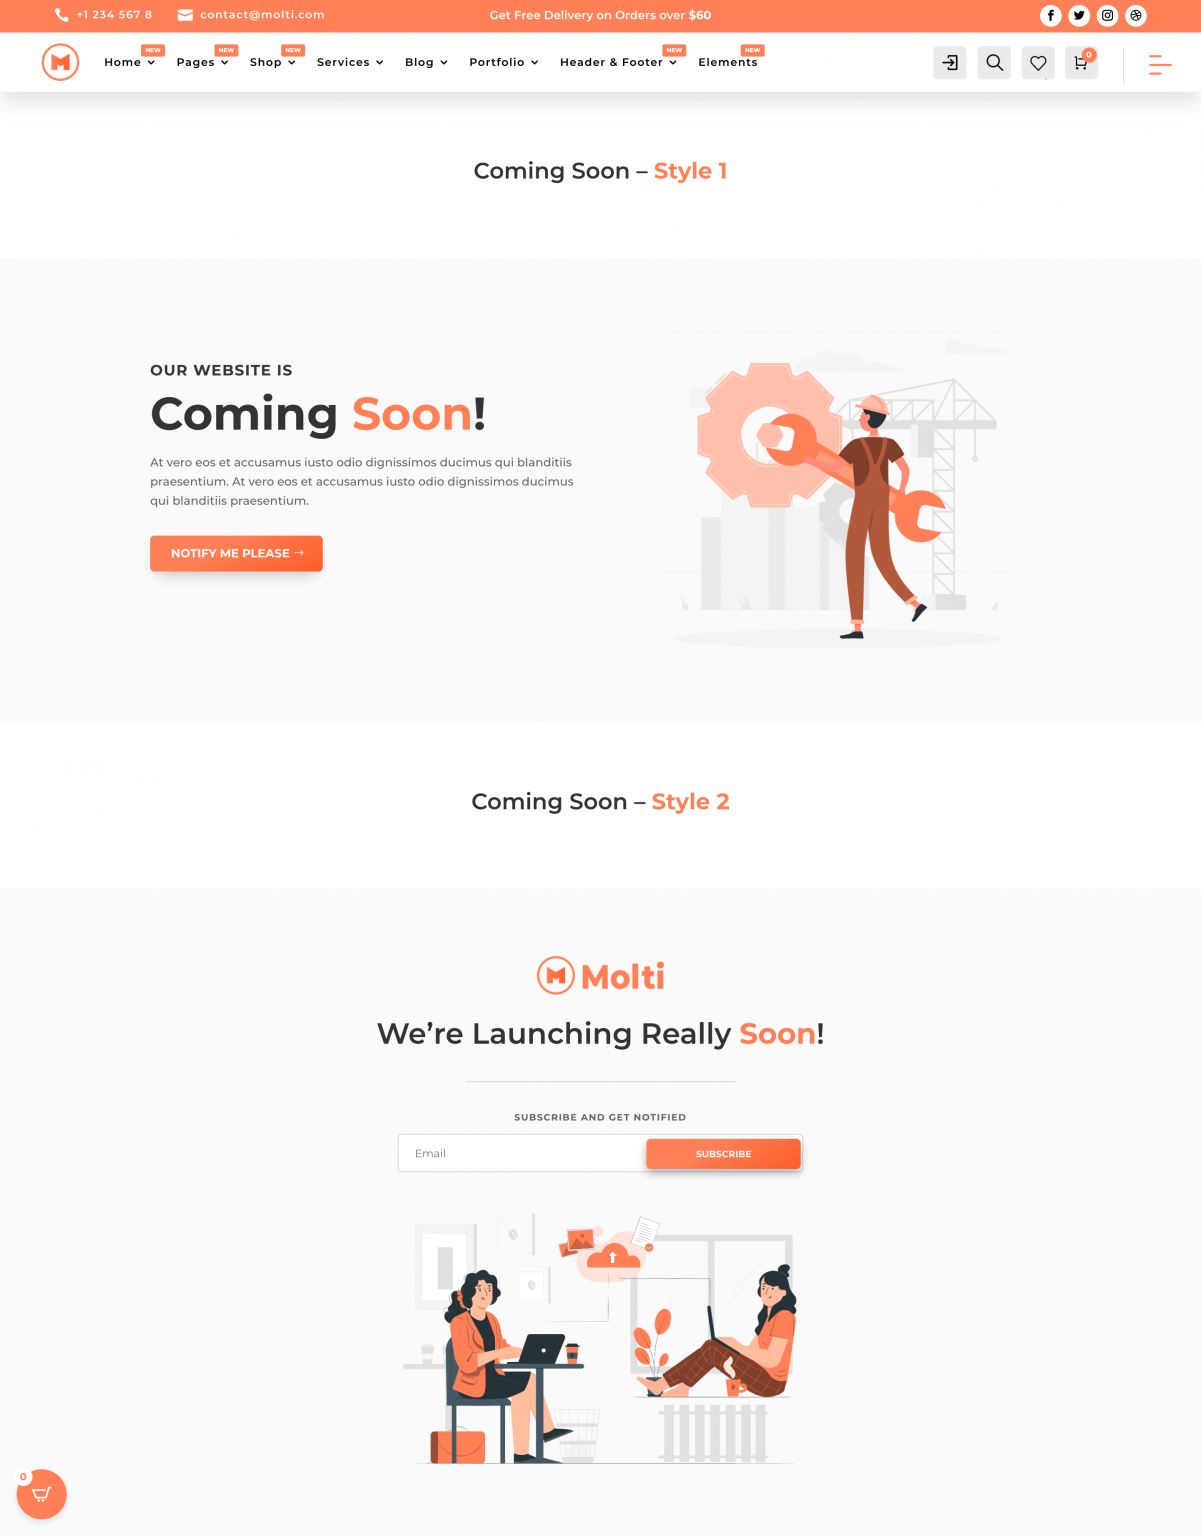 +1 234 567 8 contact@molti.com Get Free Delivery on Orders over $60
NEW NEW NEW NEW NEW
Home Pages Shop Services Blog Portfolio Header & Footer Elements
0
Coming Soon – Style 1
OUR WEBSITE IS
Coming Soon!
At vero eos et accusamus iusto odio dignissimos ducimus qui blanditiis
praesentium. At vero eos et accusamus iusto odio dignissimos ducimus
qui blanditiis praesentium.
NOTIFY ME PLEASE →
Coming Soon – Style 2
M Molti
We’re Launching Really Soon!
SUBSCRIBE AND GET NOTIFIED
Email SUBSCRIBE
0